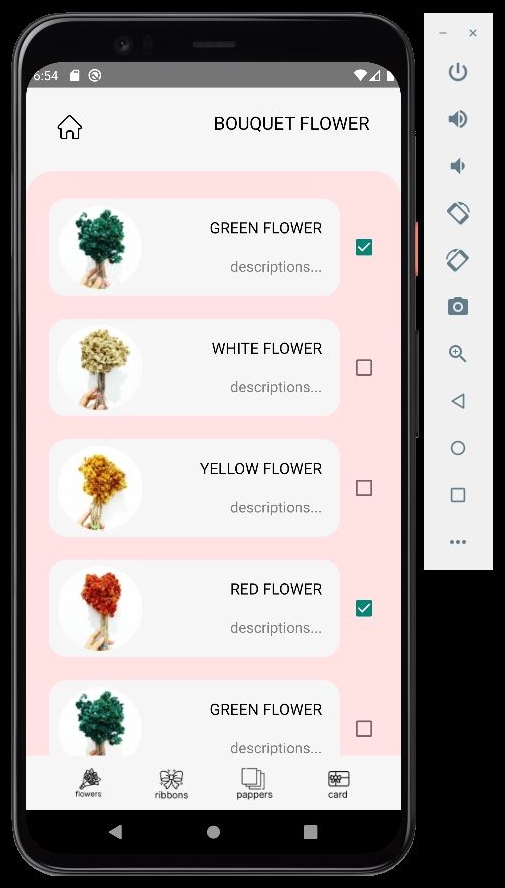 6:54
BOUQUET FLOWER
GREEN FLOWER
descriptions...
WHITE FLOWER
descriptions...
YELLOW FLOWER
descriptions...
RED FLOWER
descriptions...
GREEN FLOWER
descriptions...
flowers ribbons pappers card